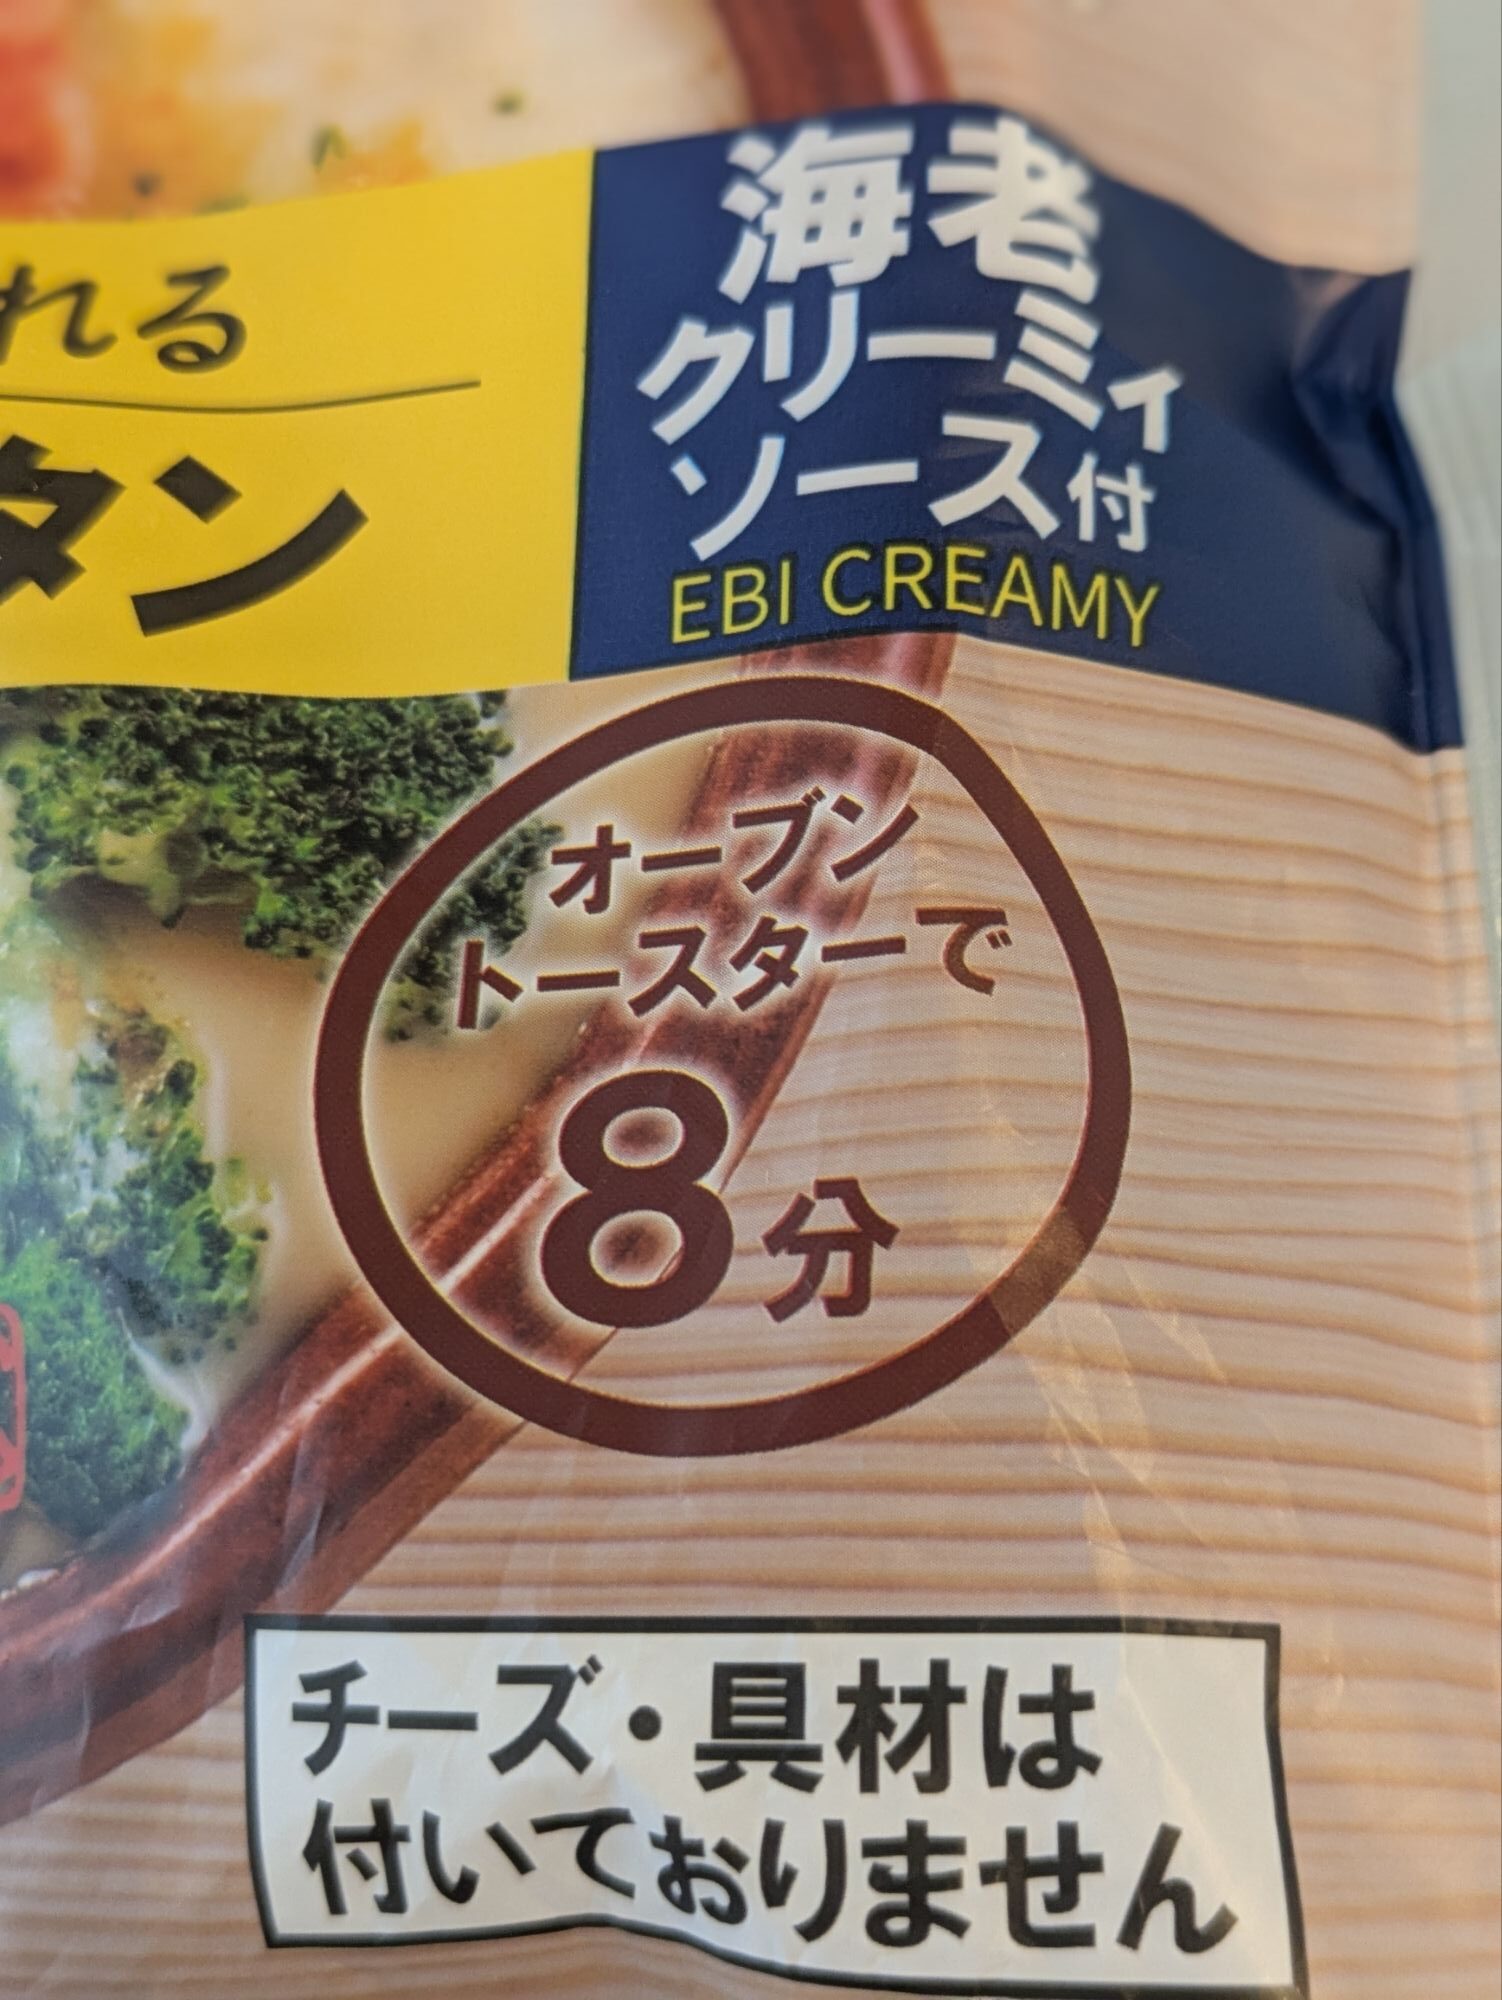 れる
タン
海老
クリーミィ
ソース付
EBI CREAMY
オーブン
トースターで
8分
チーズ・具材は
付いておりません